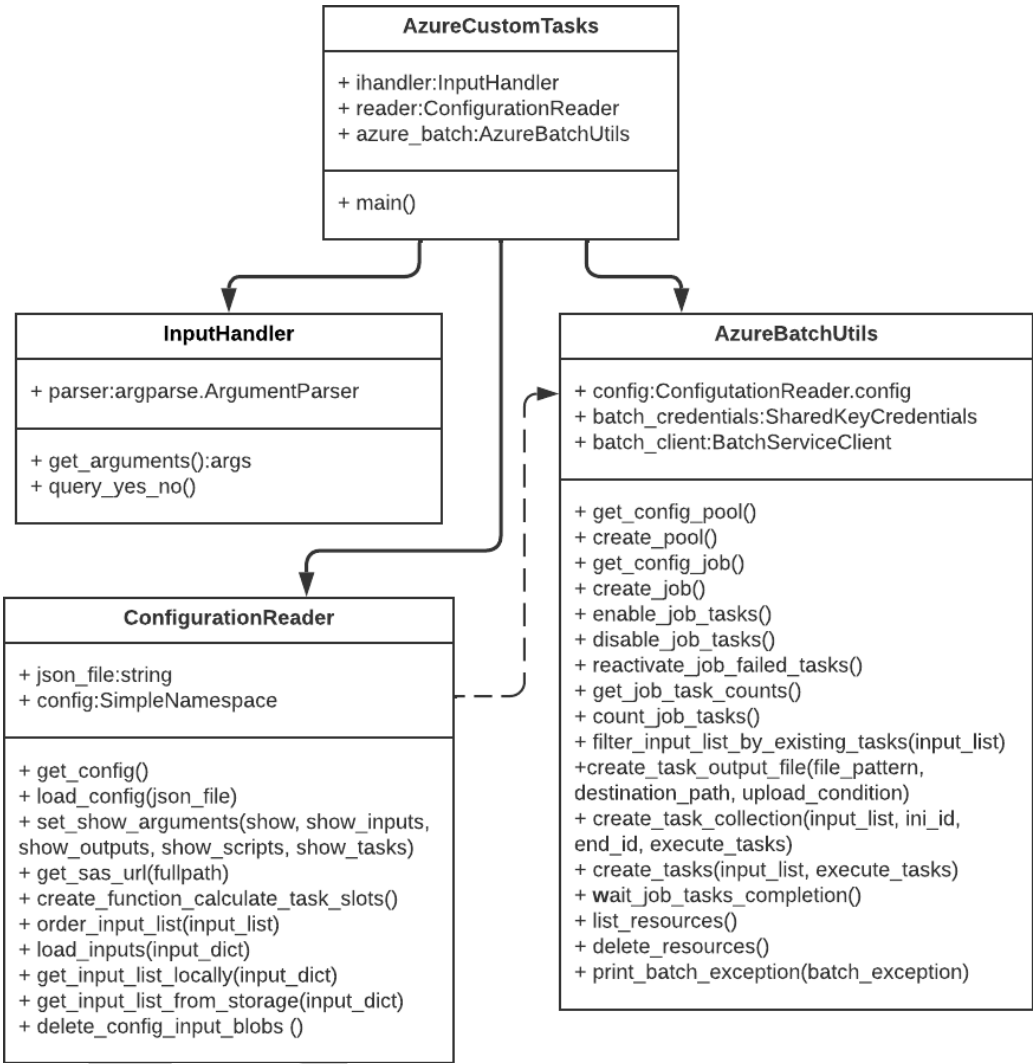 AzureCustomTasks
+ ihandler:InputHandler
+ reader:ConfigurationReader
+ azure_batch:AzureBatchUtils
+ main()
InputHandler
+ parser:argparse.ArgumentParser
+ get_arguments():args
+ query_yes_no()
AzureBatchUtils
+ config:ConfigutationReader.config
+ batch_credentials:SharedKeyCredentials
+ batch_client:BatchServiceClient
+ get_config_pool()
+ create_pool()
+ get_config_job()
+ create_job()
+ enable_job_tasks()
+ disable_job_tasks()
+ reactivate_job_failed_tasks()
+ get_job_task_counts()
+ count_job_tasks()
+ filter_input_list_by_existing_tasks(input_list)
+create_task_output_file(file_pattern,
destination_path, upload_condition)
+ create_task_collection(input_list, ini_id,
end_id, execute_tasks)
+ create_tasks(input_list, execute_tasks)
+ wait_job_tasks_completion()
+ list_resources()
+ delete_resources()
+ print_batch_exception(batch_exception)
ConfigurationReader
+ json_file:string
+ config:SimpleNamespace
+ get_config()
+ load_config(json_file)
+ set_show_arguments(show, show_inputs,
show_outputs, show_scripts, show_tasks)
+ get_sas_url(fullpath)
+ create_function_calculate_task_slots()
+ order_input_list(input_list)
+ load_inputs(input_dict)
+ get_input_list_locally(input_dict)
+ get_input_list_from_storage(input_dict)
+ delete_config_input_blobs ()